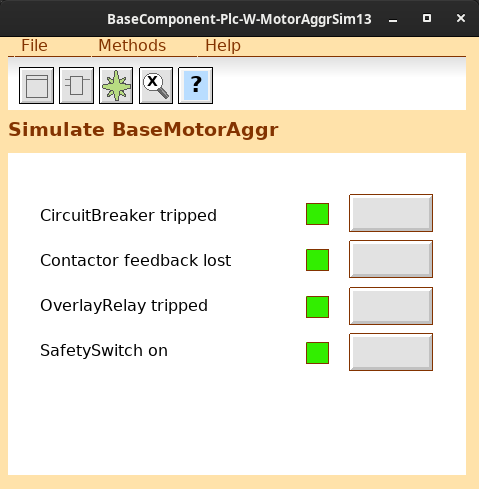 BaseComponent-Plc-W-MotorAggrSim13
File Methods Help
X ?
Simulate BaseMotorAggr
CircuitBreaker tripped
Contactor feedback lost
OverlayRelay tripped
SafetySwitch on